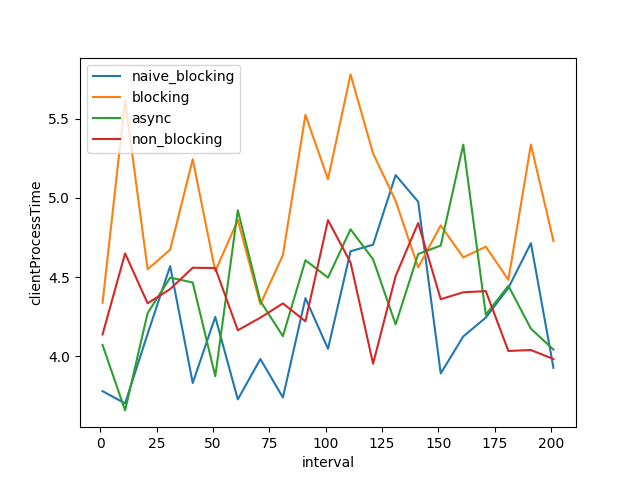 naive_blocking
blocking
async
non_blocking
5.5
5.0
4.5
4.0
clientProcessTime
0
25
50
75
100
125
150
175
200
interval